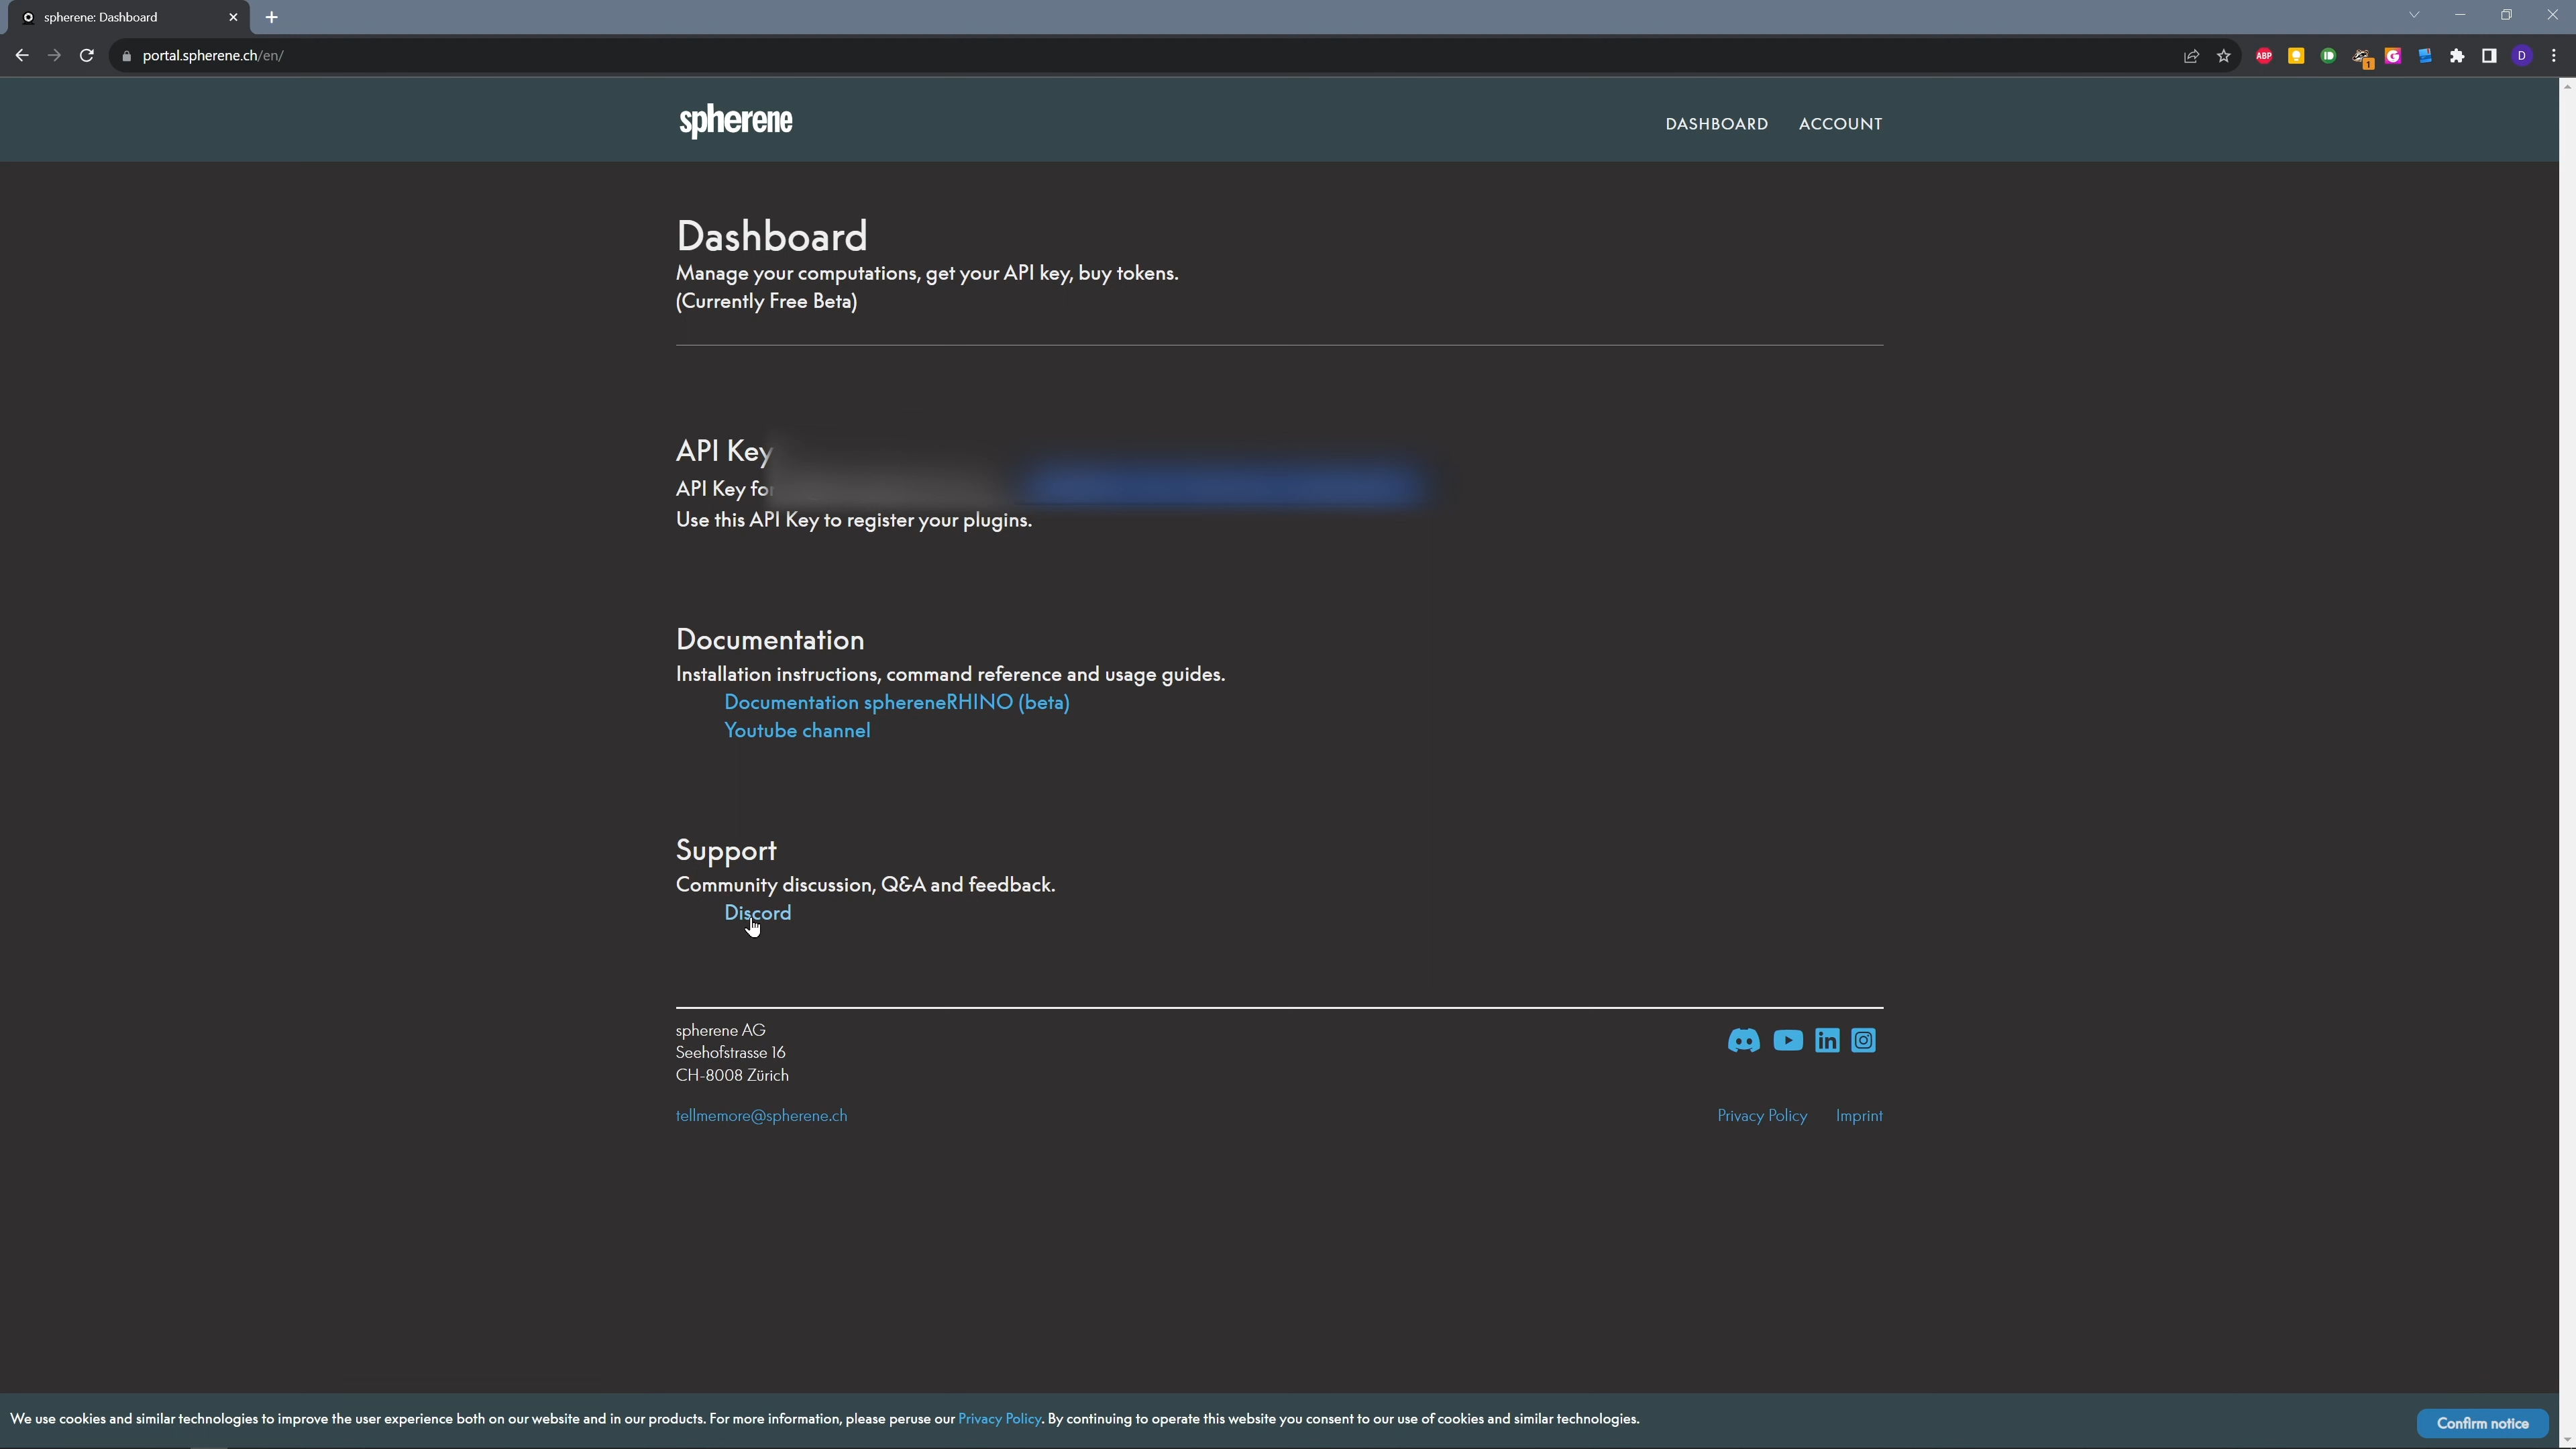 spherene: Dashboard
portal.spherene.ch/en/
ABP
1
D
spherene
DASHBOARD ACCOUNT
Dashboard
Manage your computations, get your API key, buy tokens.
(Currently Free Beta)
API Key
API Key for
Use this API Key to register your plugins.
Documentation
Installation instructions, command reference and usage guides.
Documentation sphereneRHINO (beta)
Youtube channel
Support
Community discussion, Q&A and feedback.
Discord
spherene AG
Seehofstrasse 16
CH-8008 Zürich
tellmemore@spherene.ch
Privacy Policy Imprint
We use cookies and similar technologies to improve the user experience both on our website and in our products. For more information, please peruse our Privacy Policy. By continuing to operate this website you consent to our use of cookies and similar technologies.
Confirm notice